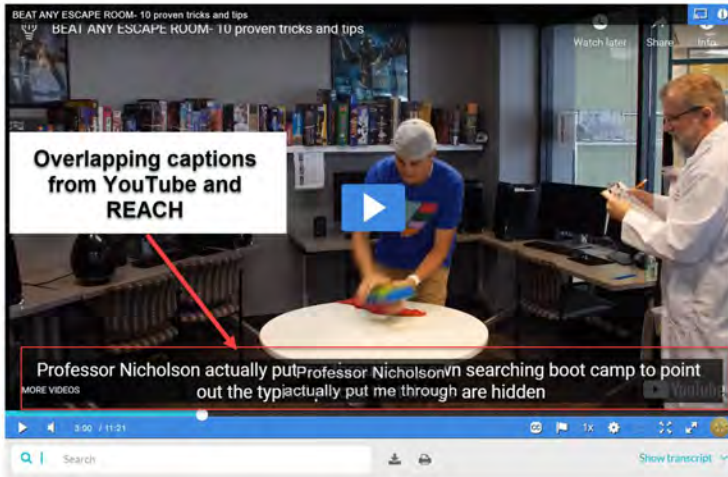 BEAT ANY ESCAPE ROOM- 10 proven tricks and tips
BEAT ANY ESCAPE ROOM- 10 proven tricks and tips
Watch later
Share
Info
Overlapping captions
from YouTube and
REACH
Professor Nicholson actually put wn searching boot camp to point
out the typi are hidden
Professor Nicholson
actually put me through
MORE VIDEOS
YouTube
3:00 / 11:21
CC
1x
Search
Show transcript